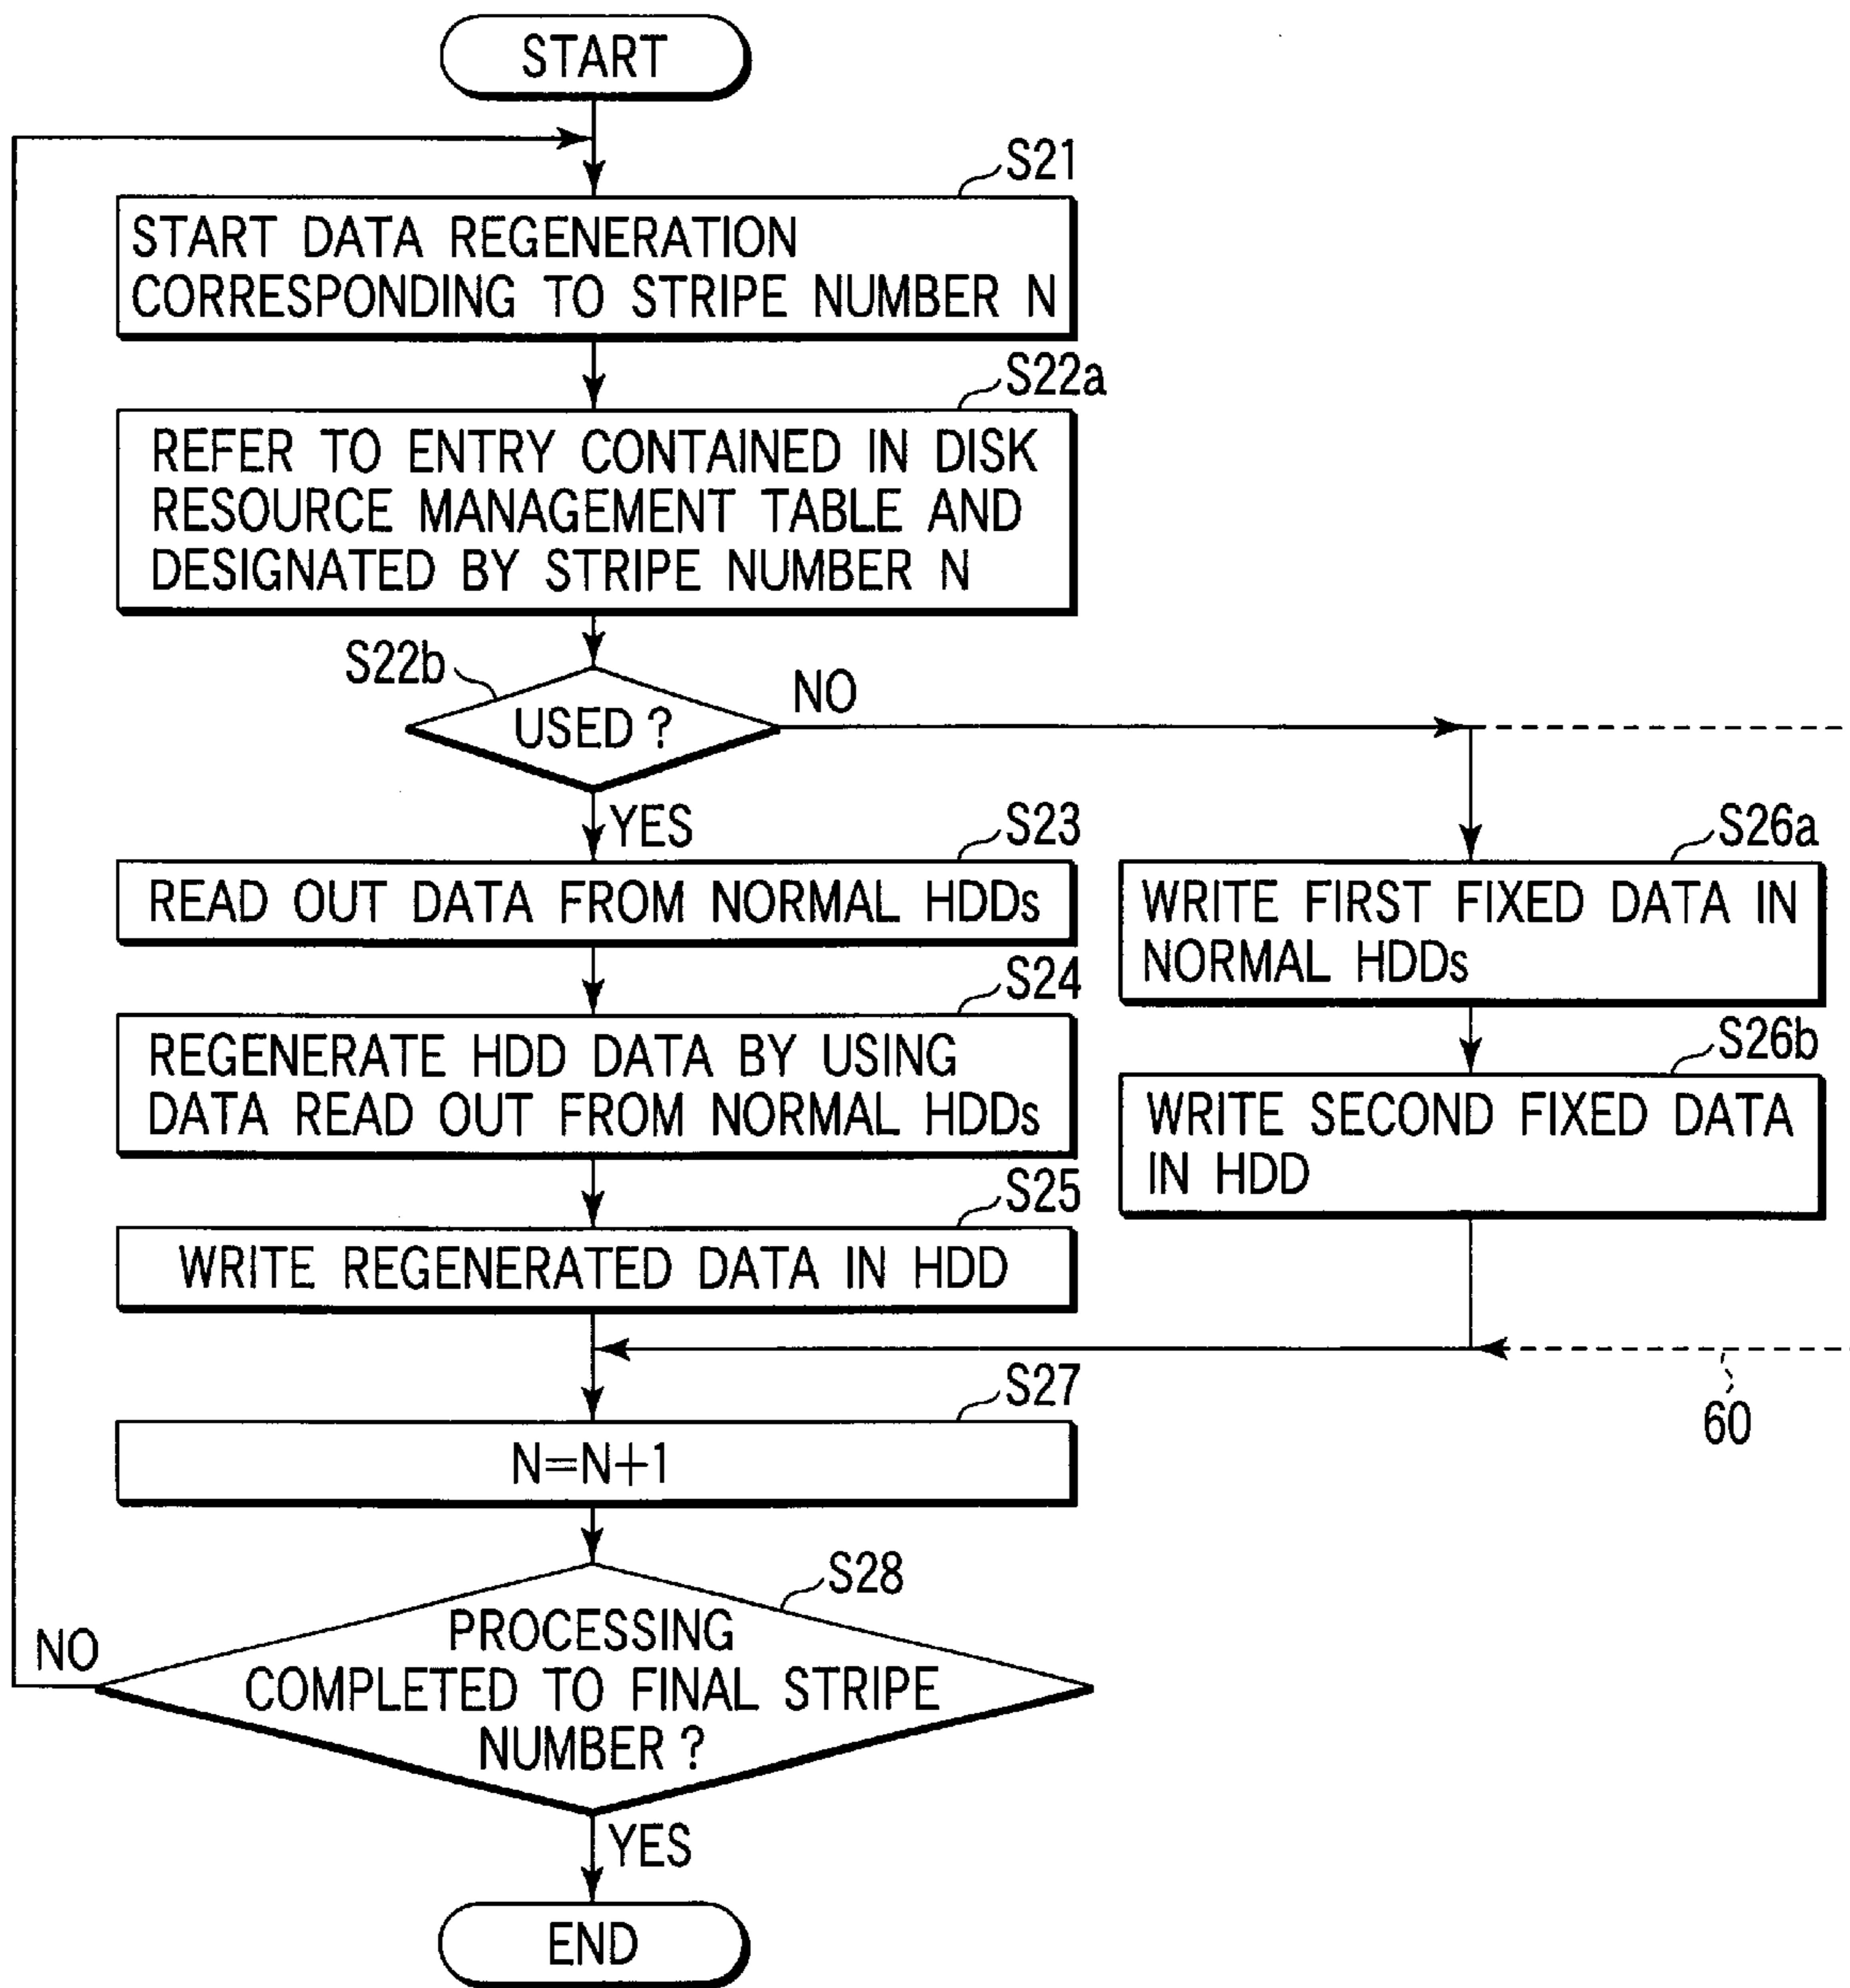 START
S21
START DATA REGENERATION
CORRESPONDING TO STRIPE NUMBER N
S22a
REFER TO ENTRY CONTAINED IN DISK
RESOURCE MANAGEMENT TABLE AND
DESIGNATED BY STRIPE NUMBER N
S22b
USED ?
NO
YES
S23
READ OUT DATA FROM NORMAL HDDs
S24
REGENERATE HDD DATA BY USING
DATA READ OUT FROM NORMAL HDDs
S25
WRITE REGENERATED DATA IN HDD
S26a
WRITE FIRST FIXED DATA IN
NORMAL HDDs
S26b
WRITE SECOND FIXED DATA
IN HDD
60
S27
N=N+1
S28
PROCESSING
COMPLETED TO FINAL STRIPE
NUMBER ?
NO
YES
END